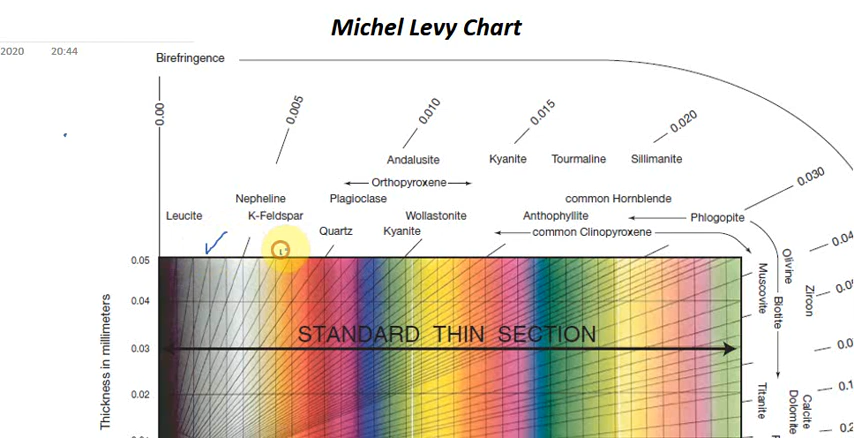 Michel Levy Chart
2020 20:44
Birefringence
0.00
0.005
0.010
0.015
0.020
0.030
0.04
Andalusite
Kyanite
Tourmaline
Sillimanite
Orthopyroxene
Nepheline
Plagioclase
common Hornblende
Leucite
K-Feldspar
Wollastonite
Anthophyllite
Phlogopite
Quartz
Kyanite
common Clinopyroxene
Olivine
Zircon
Muscovite
Biotite
Titanite
Calcite
Dolomite
0.05
0.04
0.03
0.02
STANDARD THIN SECTION
Thickness in millimeters